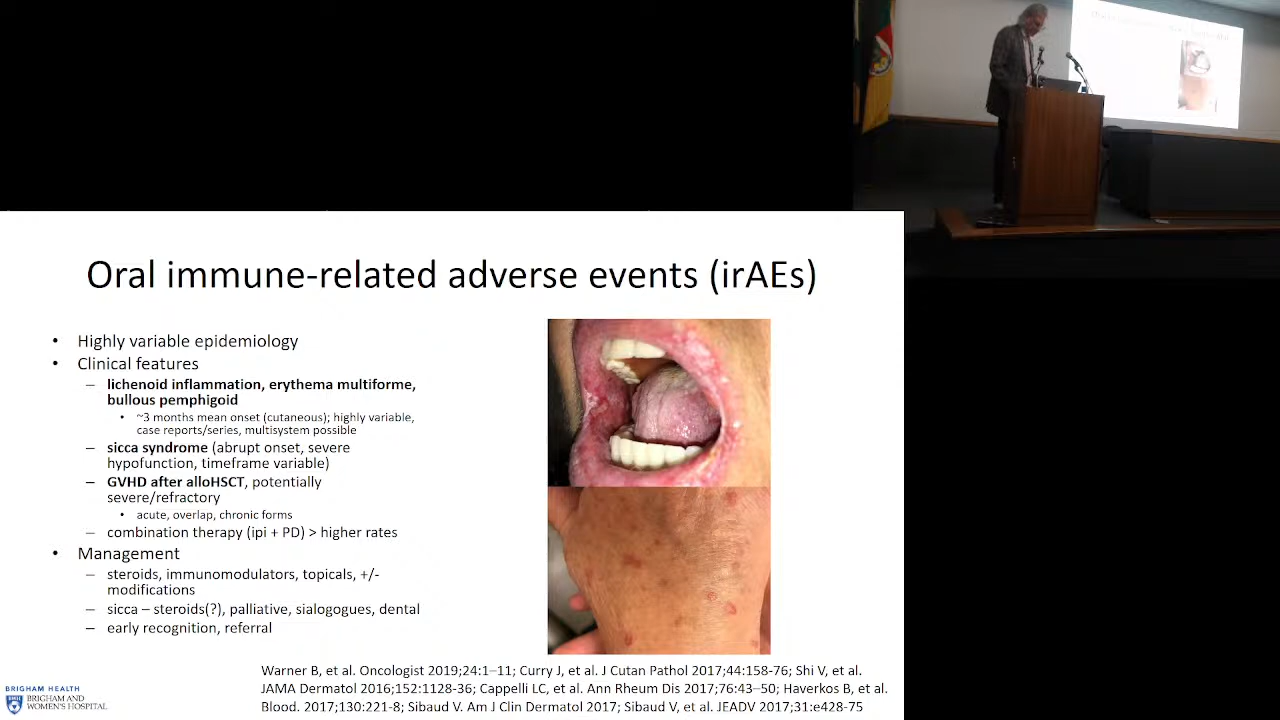 Oral immune-related adverse events (irAEs)
• Highly variable epidemiology
• Clinical features
– lichenoid inflammation, erythema multiforme,
bullous pemphigoid
• ~3 months mean onset (cutaneous); highly variable,
case reports/series, multisystem possible
– sicca syndrome (abrupt onset, severe
hypofunction, timeframe variable)
– GVHD after alloHSCT, potentially
severe/refractory
• acute, overlap, chronic forms
– combination therapy (ipi + PD) > higher rates
• Management
– steroids, immunomodulators, topicals, +/-
modifications
– sicca – steroids(?), palliative, sialogogues, dental
– early recognition, referral
Warner B, et al. Oncologist 2019;24:1–11; Curry J, et al. J Cutan Pathol 2017;44:158-76; Shi V, et al.
JAMA Dermatol 2016;152:1128-36; Cappelli LC, et al. Ann Rheum Dis 2017;76:43–50; Haverkos B, et al.
Blood. 2017;130:221-8; Sibaud V. Am J Clin Dermatol 2017; Sibaud V, et al. JEADV 2017;31:e428-75
BRIGHAM HEALTH
BRIGHAM AND
WOMEN'S HOSPITAL